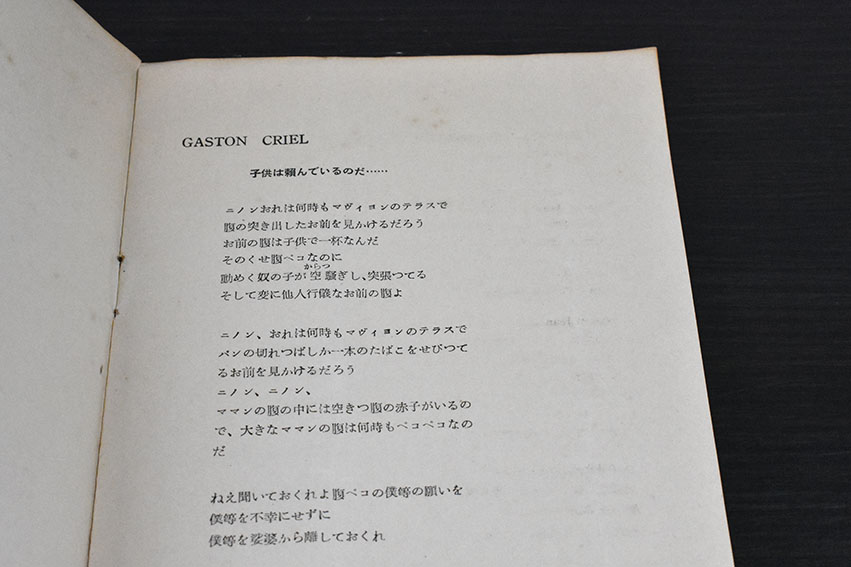 GASTON CRIEL
子供は頼んでいるのだ……
ニノンおれは何時もマヴィヨンのテラスで
腹の突き出したお前を見かけるだろう
お前の腹は子供で一杯なんだ
そのくせ腹ペコなのに
からつ
動めく奴の子が空騒ぎし、突張つてる
そして変に他人行儀なお前の腹よ
ニノン、おれは何時もマヴィヨンのテラスで
パンの切れつぱしか一本のたばこをせびつて
るお前を見かけるだろう
ニノン、ニノン、
ママンの腹の中には空きつ腹の赤子がいるの
で、大きなママンの腹は何時もペコペコなの
だ
ねえ聞いておくれよ腹ペコの僕等の願いを
僕等を不幸にせずに
僕等を娑婆から離しておくれ